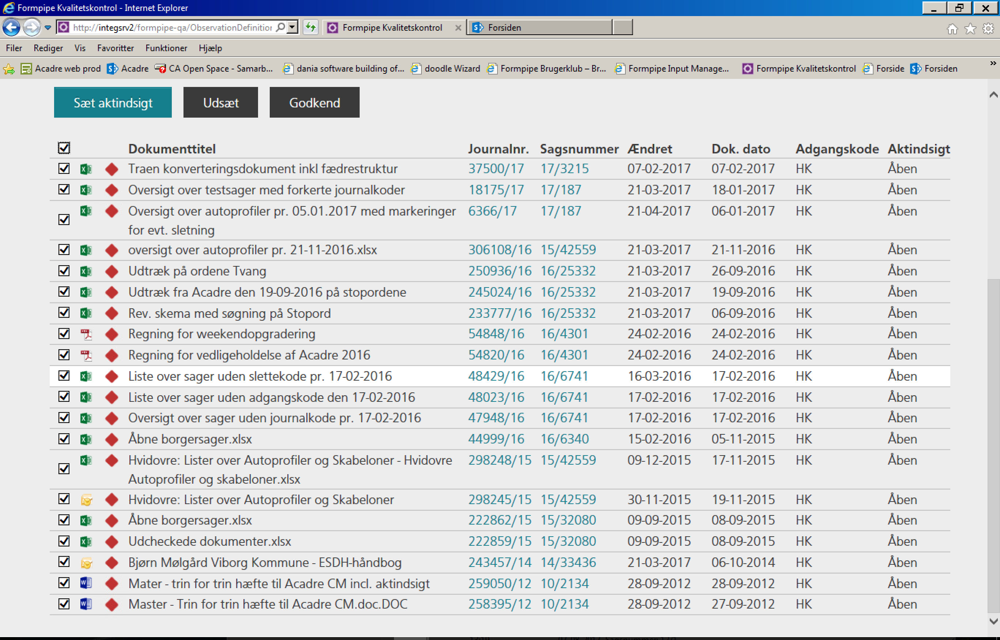 Formpipe Kvalitetskontrol - Internet Explorer
http://integsrv2/formpipe-qa/ObservationDefinition
Formpipe Kvalitetskontrol
Forsiden
Filer Rediger Vis Favoritter Funktioner Hjælp
Acadre web prod Acadre CA Open Space - Samarb... dania software building of... doodle Wizard Formpipe Brugerklub – Br... Formpipe Input Manage... Formpipe Kvalitetskontrol Forside Forsiden »
Sæt aktindsigt Udsæt Godkend
Dokumenttitel Journalnr. Sagsnummer Ændret Dok. dato Adgangskode Aktindsigt
Traen konverteringsdokument inkl fædrestruktur 37500/17 17/3215 07-02-2017 07-02-2017 HK Åben
Oversigt over testsager med forkerte journalkoder 18175/17 17/187 21-03-2017 18-01-2017 HK Åben
Oversigt over autoprofiler pr. 05.01.2017 med markeringer 6366/17 17/187 21-04-2017 06-01-2017 HK Åben
for evt. sletning
oversigt over autoprofiler pr. 21-11-2016.xlsx 306108/16 15/42559 21-03-2017 21-11-2016 HK Åben
Udtræk på ordene Tvang 250936/16 16/25332 21-03-2017 26-09-2016 HK Åben
Udtræk fra Acadre den 19-09-2016 på stopordene 245024/16 16/25332 21-03-2017 19-09-2016 HK Åben
Rev. skema med søgning på Stopord 233777/16 16/25332 21-03-2017 06-09-2016 HK Åben
Regning for weekendopgradering 54848/16 16/4301 24-02-2016 24-02-2016 HK Åben
Regning for vedligeholdelse af Acadre 2016 54820/16 16/4301 24-02-2016 24-02-2016 HK Åben
Liste over sager uden slettekode pr. 17-02-2016 48429/16 16/6741 16-03-2016 17-02-2016 HK Åben
Liste over sager uden adgangskode den 17-02-2016 48023/16 16/6741 17-02-2016 17-02-2016 HK Åben
Oversigt over sager uden journalkode pr. 17-02-2016 47948/16 16/6741 17-02-2016 17-02-2016 HK Åben
Åbne borgersager.xlsx 44999/16 16/6340 15-02-2016 05-11-2015 HK Åben
Hvidovre: Lister over Autoprofiler og Skabeloner - Hvidovre 298248/15 15/42559 09-12-2015 17-11-2015 HK Åben
Autoprofiler og skabeloner.xlsx
Hvidovre: Lister over Autoprofiler og Skabeloner 298245/15 15/42559 30-11-2015 19-11-2015 HK Åben
Åbne borgersager.xlsx 222862/15 15/32080 09-09-2015 08-09-2015 HK Åben
Udcheckede dokumenter.xlsx 222859/15 15/32080 09-09-2015 08-09-2015 HK Åben
Bjørn Mølgård Viborg Kommune - ESDH-håndbog 243457/14 14/33436 21-03-2017 06-10-2014 HK Åben
Mater - trin for trin hæfte til Acadre CM incl. aktindsigt 259050/12 10/2134 28-09-2012 28-09-2012 HK Åben
Master - Trin for trin hæfte til Acadre CM.doc.DOC 258395/12 10/2134 28-09-2012 27-09-2012 HK Åben